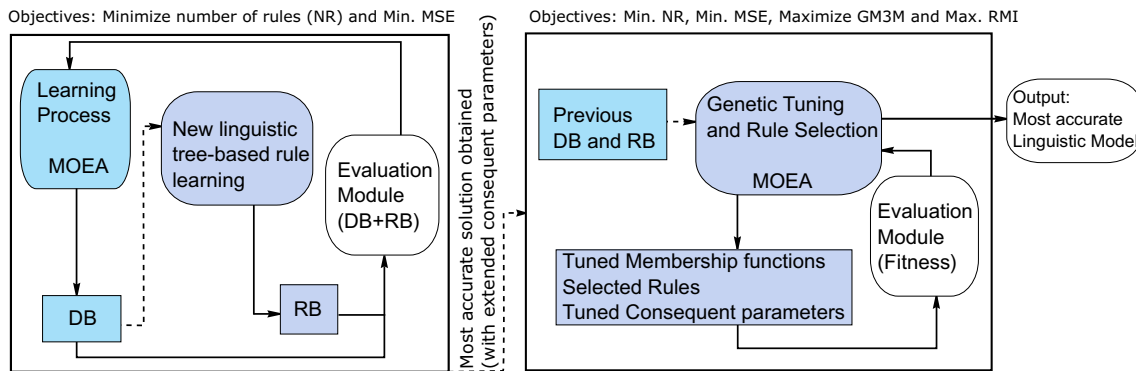 Objectives: Minimize number of rules (NR) and Min. MSE
Learning
Process
MOEA
New linguistic
tree-based rule
learning
Evaluation
Module
(DB+RB)
DB
RB
Most accurate solution obtained
(with extended consequent parameters)
Objectives: Min. NR, Min. MSE, Maximize GM3M and Max. RMI
Previous
DB and RB
Genetic Tuning
and Rule Selection
MOEA
Output:
Most accurate
Linguistic Model
Evaluation
Module
(Fitness)
Tuned Membership functions
Selected Rules
Tuned Consequent parameters